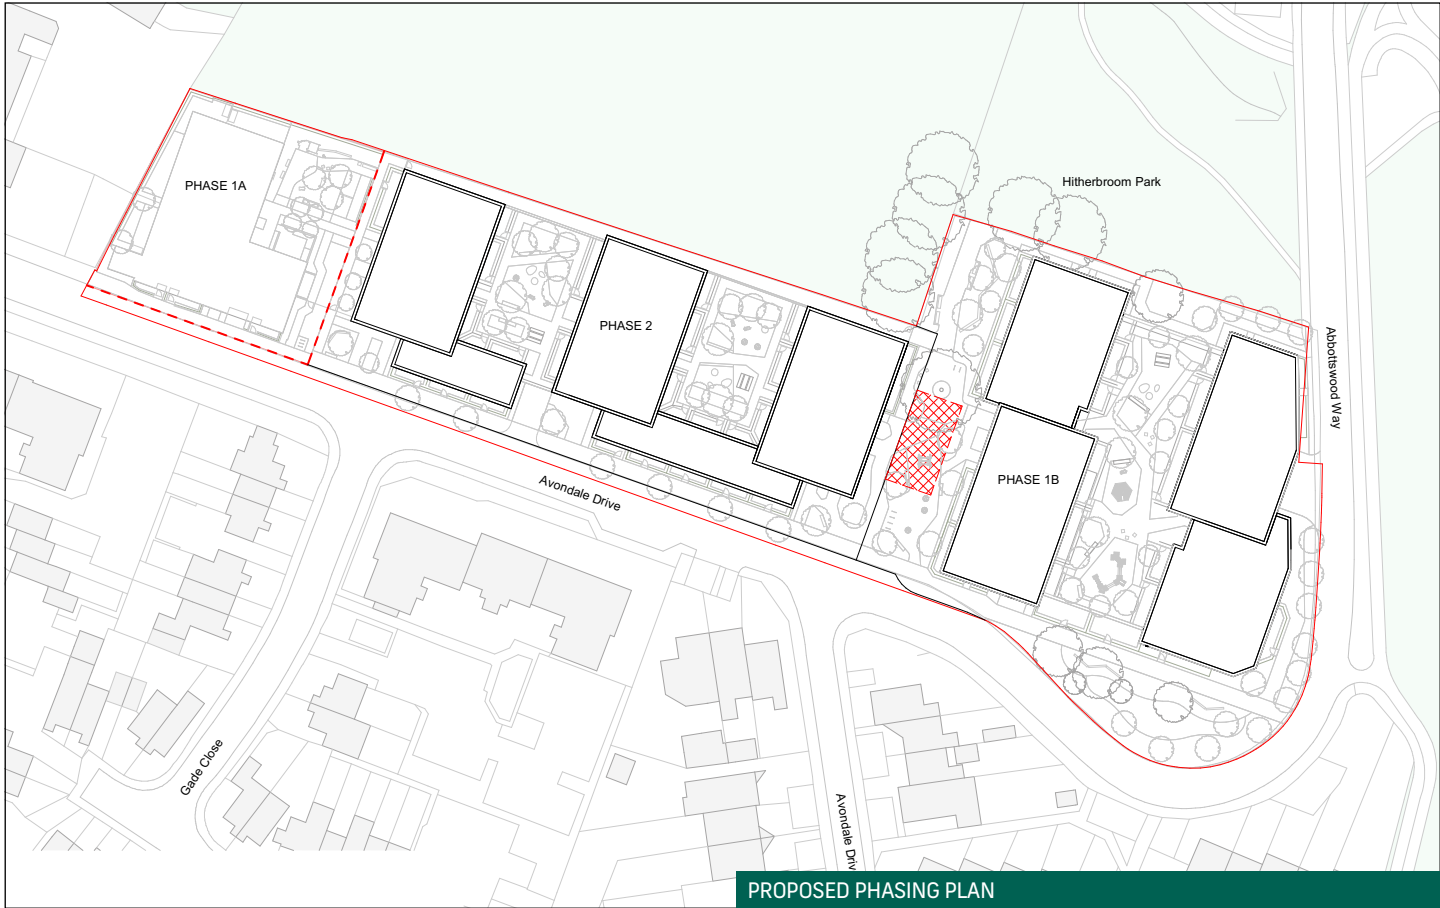 PHASE 1A
Hitherbroom Park
PHASE 2
Abbottswood Way
PHASE 1B
Avondale Drive
Gade Close
Avondale Driv
PROPOSED PHASING PLAN